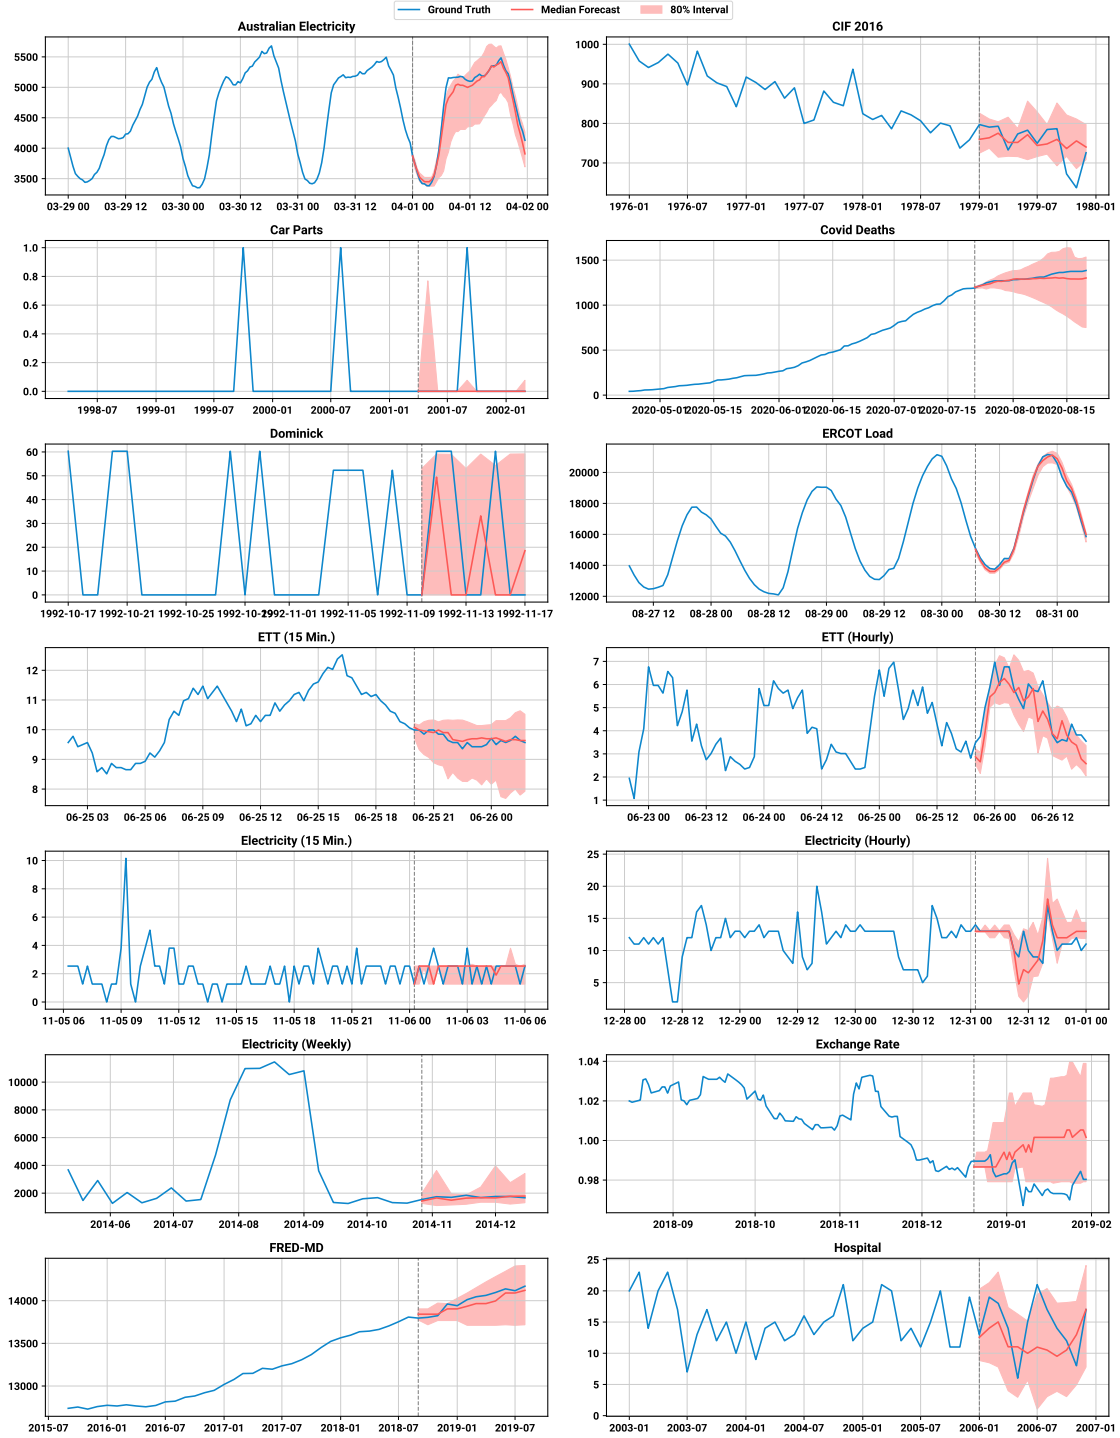 Ground Truth Median Forecast 80% Interval
Australian Electricity
5500
5000
4500
4000
3500
03-29 00 03-29 12 03-30 00 03-30 12 03-31 00 03-31 12 04-01 00 04-01 12 04-02 00
CIF 2016
1000
900
800
700
1976-01 1976-07 1977-01 1977-07 1978-01 1978-07 1979-01 1979-07 1980-01
Car Parts
1.0
0.8
0.6
0.4
0.2
0.0
1998-07 1999-01 1999-07 2000-01 2000-07 2001-01 2001-07 2002-01
Covid Deaths
1500
1000
500
0
2020-05-01 2020-05-15 2020-06-01 2020-06-15 2020-07-01 2020-07-15 2020-08-01 2020-08-15
Dominick
60
50
40
30
20
10
0
1992-10-17 1992-10-21 1992-10-25 1992-10-29 1992-11-01 1992-11-05 1992-11-09 1992-11-13 1992-11-17
ERCOT Load
20000
18000
16000
14000
12000
08-27 12 08-28 00 08-28 12 08-29 00 08-29 12 08-30 00 08-30 12 08-31 00
ETT (15 Min.)
12
11
10
9
8
06-25 03 06-25 06 06-25 09 06-25 12 06-25 15 06-25 18 06-25 21 06-26 00
ETT (Hourly)
7
6
5
4
3
2
1
06-23 00 06-23 12 06-24 00 06-24 12 06-25 00 06-25 12 06-26 00 06-26 12
Electricity (15 Min.)
10
8
6
4
2
0
11-05 06 11-05 09 11-05 12 11-05 15 11-05 18 11-05 21 11-06 00 11-06 03 11-06 06
Electricity (Hourly)
25
20
15
10
5
12-28 00 12-28 12 12-29 00 12-29 12 12-30 00 12-30 12 12-31 00 12-31 12 01-01 00
Electricity (Weekly)
10000
8000
6000
4000
2000
2014-06 2014-07 2014-08 2014-09 2014-10 2014-11 2014-12
Exchange Rate
1.04
1.02
1.00
0.98
2018-09 2018-10 2018-11 2018-12 2019-01 2019-02
FRED-MD
14000
13500
13000
2015-07 2016-01 2016-07 2017-01 2017-07 2018-01 2018-07 2019-01 2019-07
Hospital
25
20
15
10
5
0
2003-01 2003-07 2004-01 2004-07 2005-01 2005-07 2006-01 2006-07 2007-01